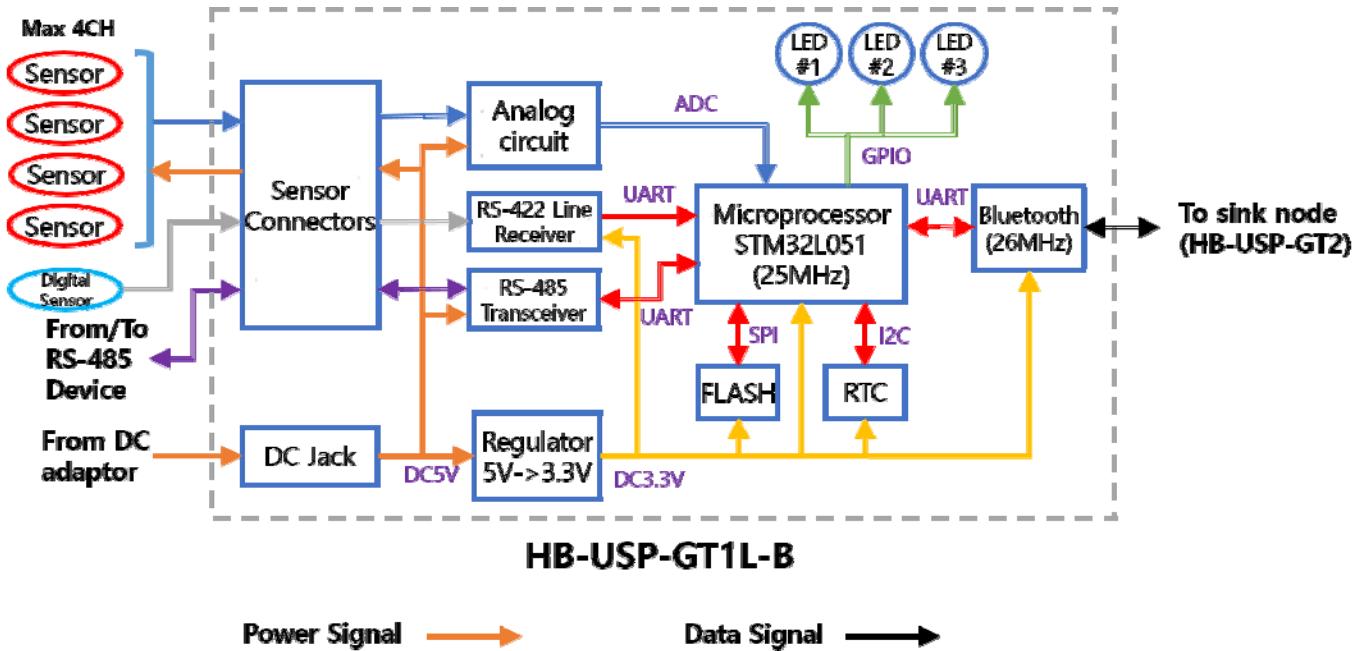 Max 4CH
Sensor
Sensor
Sensor
Sensor
Digital
Sensor
From/To
RS-485
Device
From DC
adaptor
Sensor
Connectors
DC Jack
DC5V
Analog
circuit
RS-422 Line
Receiver
RS-485
Transceiver
Regulator
5V->3.3V
DC3.3V
ADC
UART
UART
Microprocessor
STM32L051
(25MHz)
LED
#1
LED
#2
LED
#3
GPIO
UART
Bluetooth
(26MHz)
SPI
I2C
FLASH
RTC
To sink node
(HB-USP-GT2)
HB-USP-GT1L-B
Power Signal
Data Signal